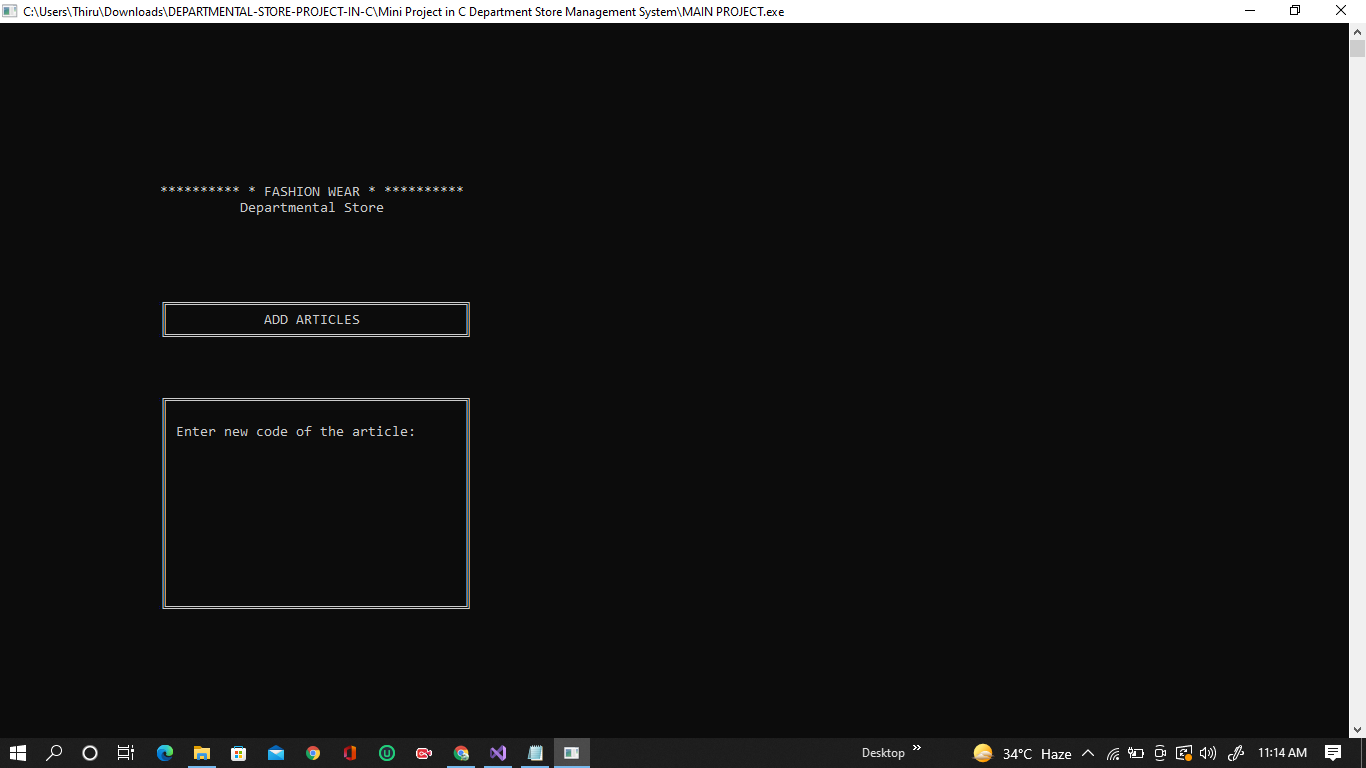 C:\Users\Thiru\Downloads\DEPARTMENTAL-STORE-PROJECT-IN-C\Mini Project in C Department Store Management System\MAIN PROJECT.exe
********** * FASHION WEAR * **********
Departmental Store
ADD ARTICLES
Enter new code of the article:
Desktop » 34°C Haze 11:14 AM